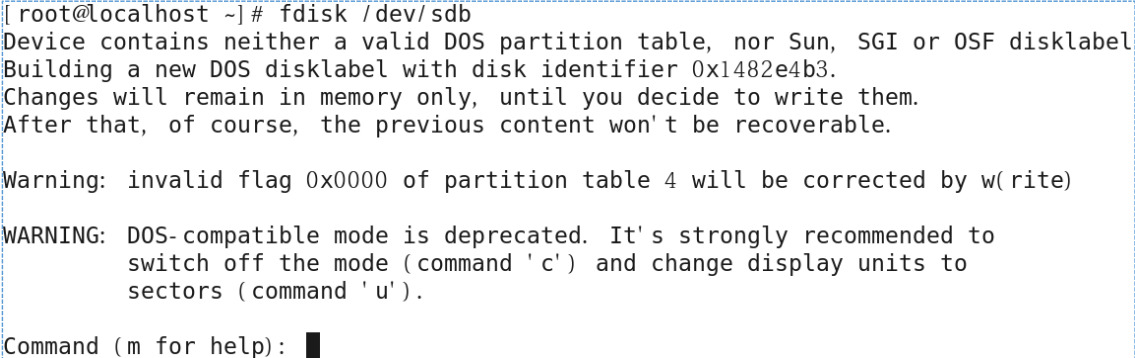 [root@localhost ~]# fdisk /dev/sdb
Device contains neither a valid DOS partition table, nor Sun, SGI or OSF disklabel
Building a new DOS disklabel with disk identifier 0x1482e4b3.
Changes will remain in memory only, until you decide to write them.
After that, of course, the previous content won't be recoverable.

Warning: invalid flag 0x0000 of partition table 4 will be corrected by w(rite)

WARNING: DOS-compatible mode is deprecated. It's strongly recommended to
         switch off the mode (command 'c') and change display units to
         sectors (command 'u').

Command (m for help):